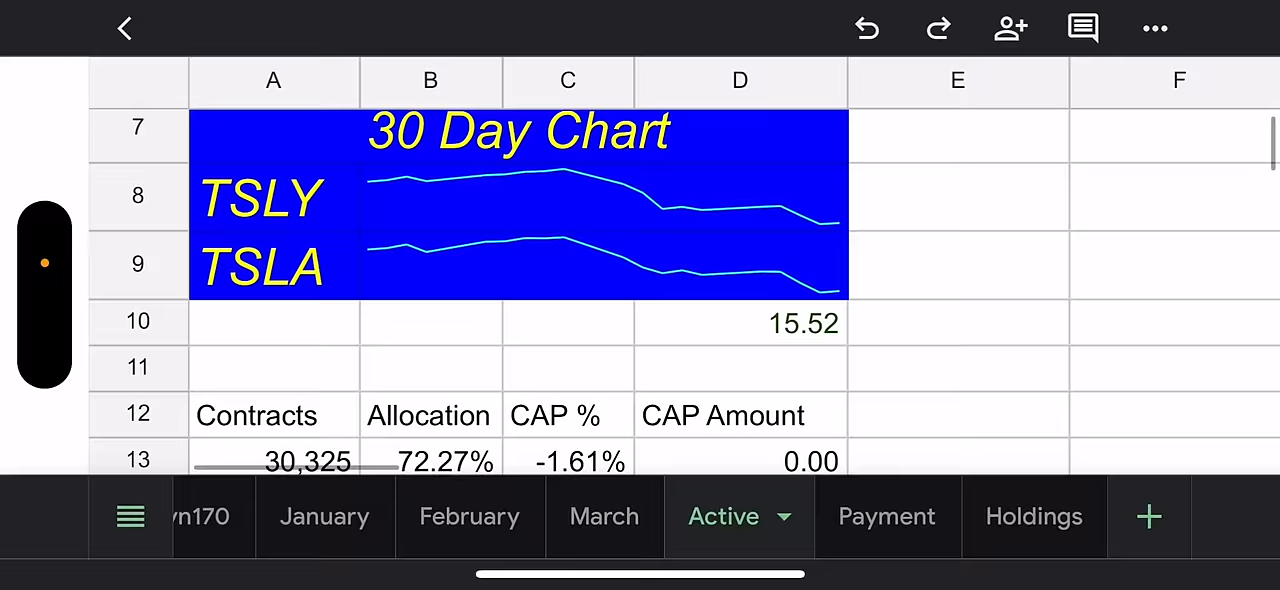 A B C D E F
7 30 Day Chart
8 TSLY
9 TSLA
10 15.52
11
12 Contracts Allocation CAP % CAP Amount
13 30,325 72.27% -1.61% 0.00
yn170 January February March Active Payment Holdings